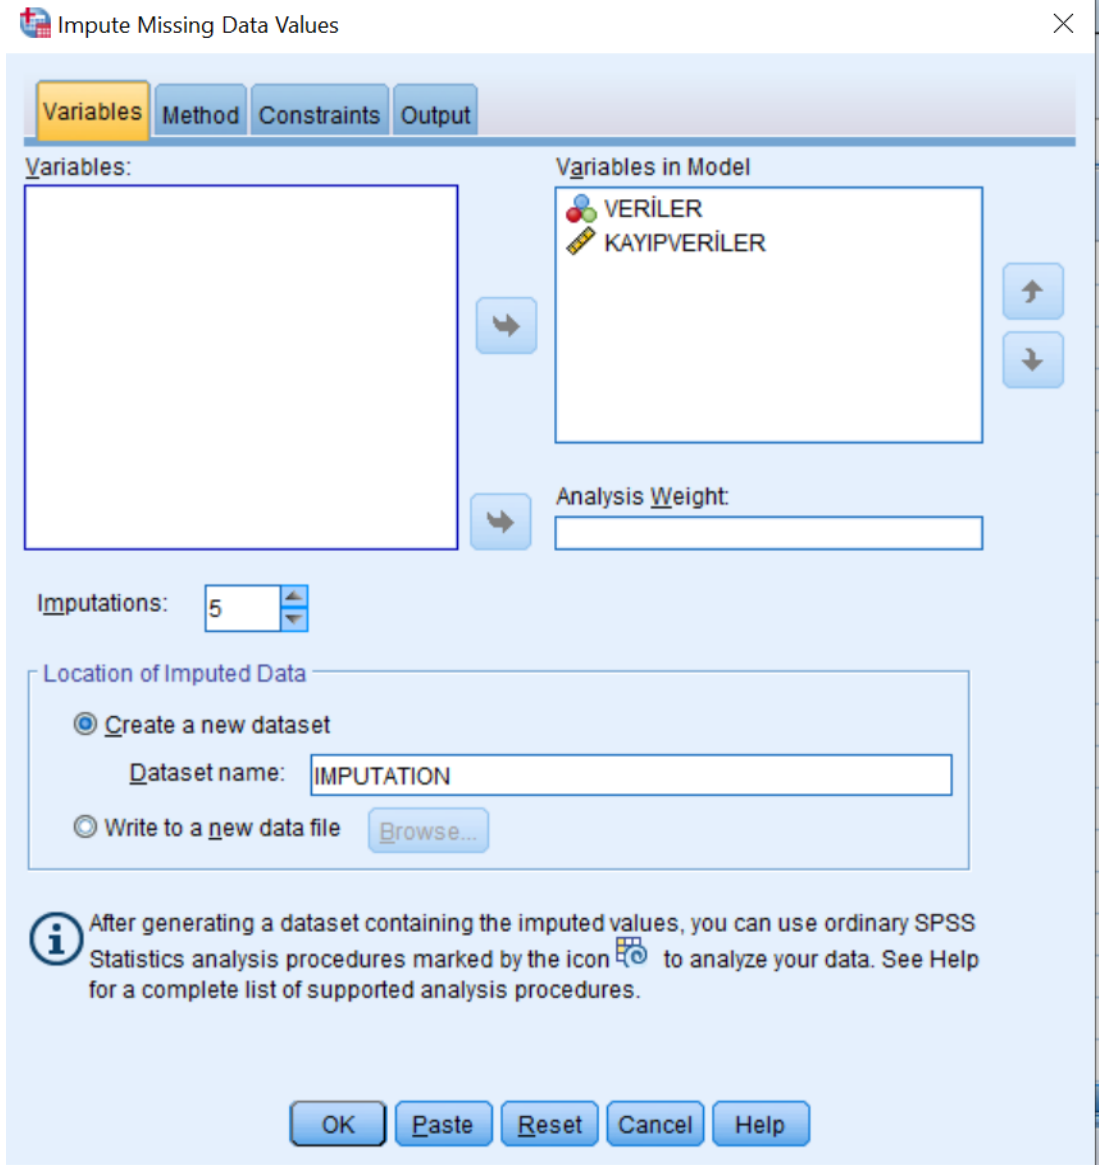 Impute Missing Data Values
Variables Method Constraints Output
Variables:
Variables in Model
VERİLER
KAYIPVERİLER
Analysis Weight:
Imputations: 5
Location of Imputed Data
Create a new dataset
Dataset name: IMPUTATION
Write to a new data file Browse...
After generating a dataset containing the imputed values, you can use ordinary SPSS
Statistics analysis procedures marked by the icon to analyze your data. See Help
for a complete list of supported analysis procedures.
OK Paste Reset Cancel Help